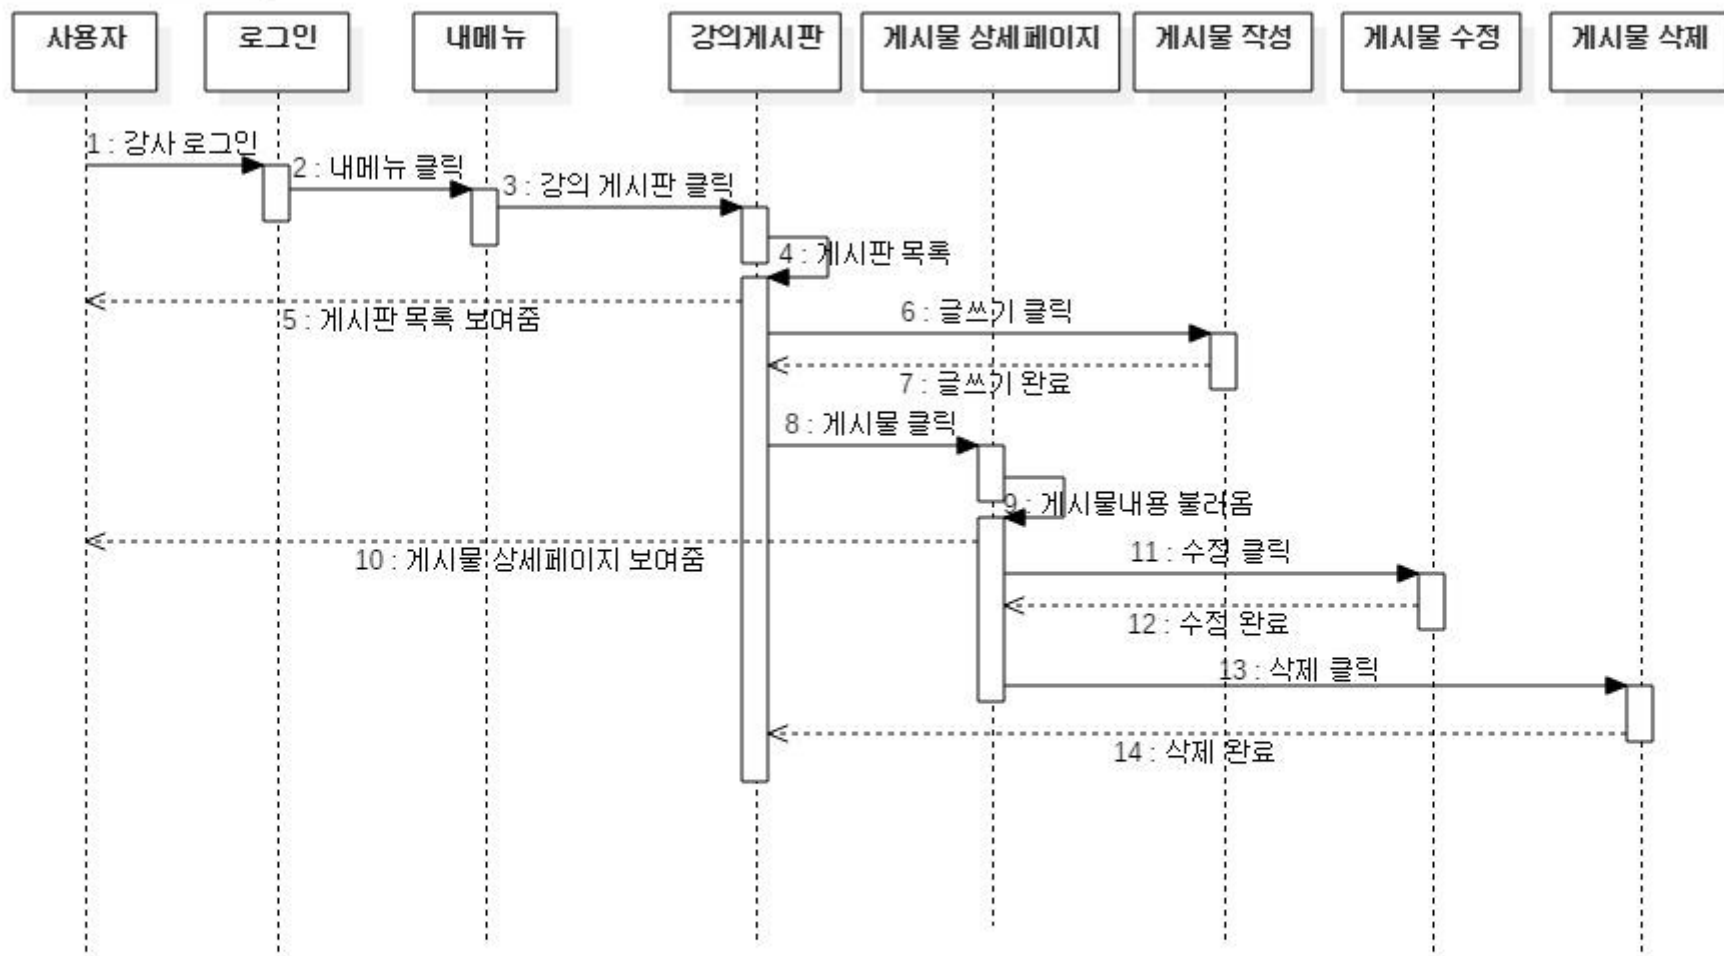 사용자
로그인
내메뉴
강의게시판
게시물 상세페이지
게시물 작성
게시물 수정
게시물 삭제
1 : 강사 로그인
2 : 내메뉴 클릭
3 : 강의 게시판 클릭
4 : 게시판 목록
5 : 게시판 목록 보여줌
6 : 글쓰기 클릭
7 : 글쓰기 완료
8 : 게시물 클릭
9 : 게시물내용 불러옴
10 : 게시물 상세페이지 보여줌
11 : 수정 클릭
12 : 수정 완료
13 : 삭제 클릭
14 : 삭제 완료